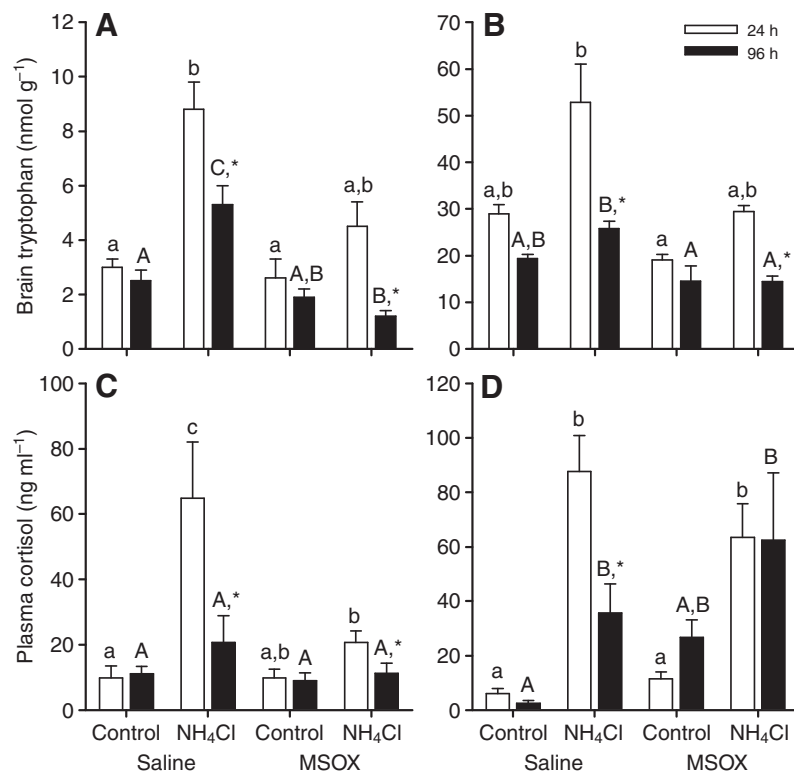 A
B
24 h
96 h
Brain tryptophan (nmol g⁻¹)
12
10
8
6
4
2
0
a
A
b
C,*
a
A,B
a,b
B,*
70
60
50
40
30
20
10
0
a,b
A,B
b
B,*
a
A
a,b
A,*
C
D
Plasma cortisol (ng ml⁻¹)
100
80
60
40
20
0
a
A
c
A,*
a,b
A
b
A,*
120
100
80
60
40
20
0
a
A
b
B,*
a
A,B
b
B
Control NH₄Cl Control NH₄Cl
Saline MSOX
Control NH₄Cl Control NH₄Cl
Saline MSOX